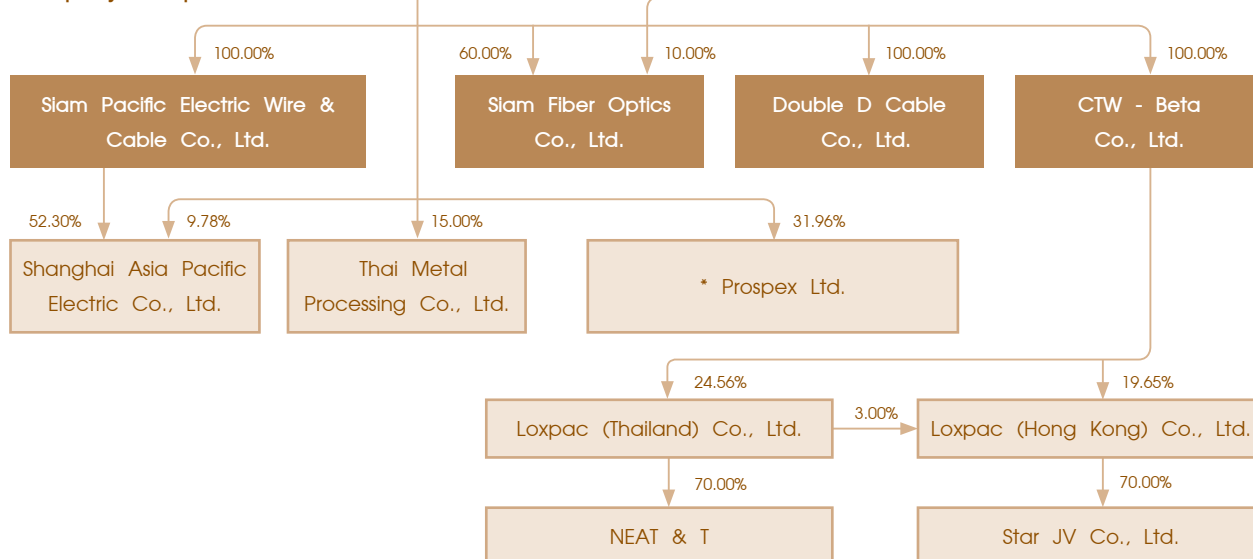 100.00%
60.00%
10.00%
100.00%
100.00%
Siam Pacific Electric Wire &
Cable Co., Ltd.
Siam Fiber Optics
Co., Ltd.
Double D Cable
Co., Ltd.
CTW - Beta
Co., Ltd.
52.30%
9.78%
15.00%
31.96%
Shanghai Asia Pacific
Electric Co., Ltd.
Thai Metal
Processing Co., Ltd.
* Prospex Ltd.
24.56%
19.65%
Loxpac (Thailand) Co., Ltd.
3.00%
Loxpac (Hong Kong) Co., Ltd.
70.00%
70.00%
NEAT & T
Star JV Co., Ltd.